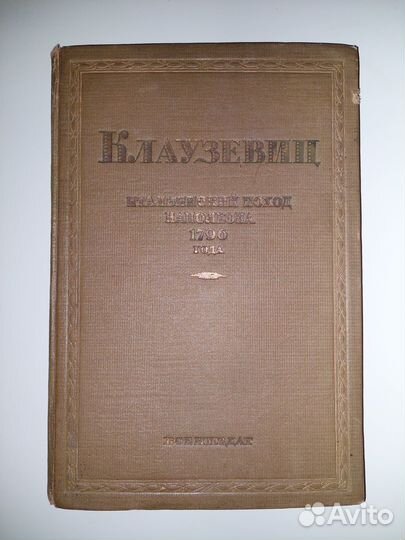 КЛАУЗЕВИЦ
ИТАЛЬЯНСКИЙ ПОХОД
НАПОЛЕОНА
1796
ГОДА
ВОЕНИЗДАТ
Avito